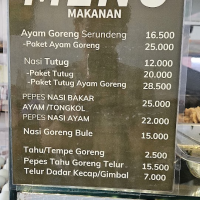 MENU
MAKANAN
Ayam Goreng Serundeng 16.500
-Paket Ayam Goreng 25.000
Nasi Tutug 12.000
-Paket Tutug 20.000
-Paket Tutug Ayam Goreng 28.500
PEPES NASI BAKAR
AYAM /TONGKOL 25.000
PEPES NASI AYAM 22.000
Nasi Goreng Bule 15.000
Tahu/Tempe Goreng 2.500
Pepes Tahu Goreng Telur 15.500
Telur Dadar Kecap/Gimbal 7.000